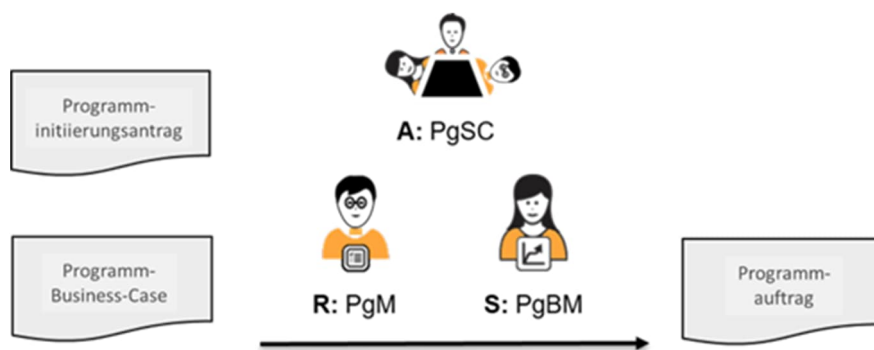 Programm-
initiierungsantrag
A: PgSC
Programm-
Business-Case
R: PgM
S: PgBM
Programm-
auftrag